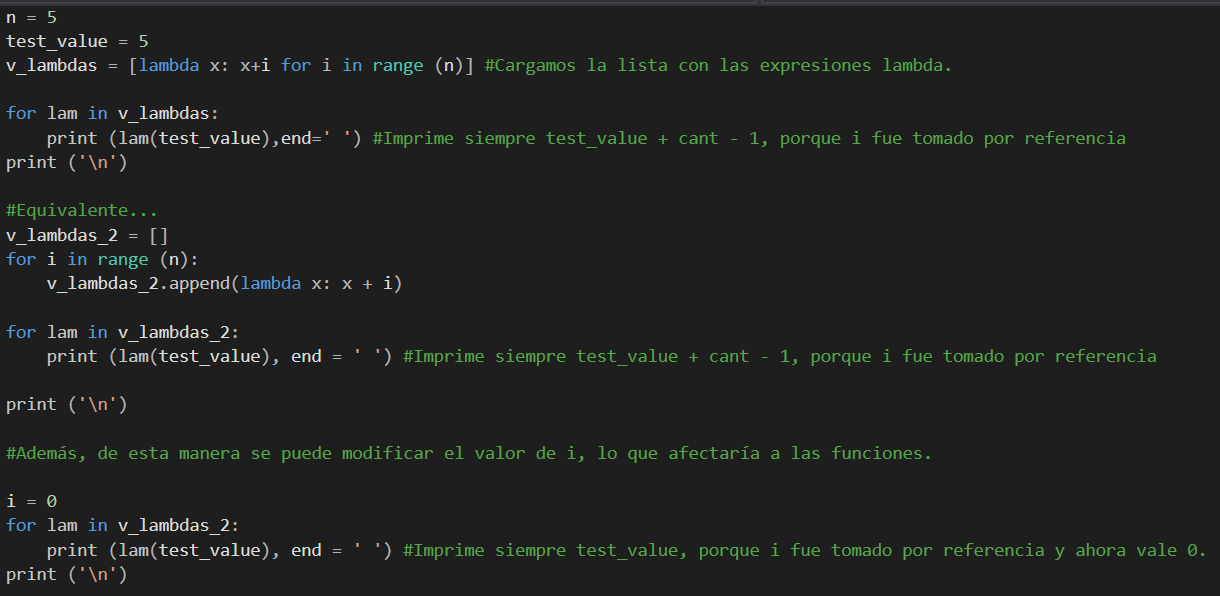 n = 5
test_value = 5
v_lambdas = [lambda x: x+i for i in range (n)] #Cargamos la lista con las expresiones lambda.
for lam in v_lambdas:
    print (lam(test_value),end=' ') #Imprime siempre test_value + cant - 1, porque i fue tomado por referencia
print ('\n')
#Equivalente...
v_lambdas_2 = []
for i in range (n):
    v_lambdas_2.append(lambda x: x + i)
for lam in v_lambdas_2:
    print (lam(test_value), end = ' ') #Imprime siempre test_value + cant - 1, porque i fue tomado por referencia
print ('\n')
#Además, de esta manera se puede modificar el valor de i, lo que afectaría a las funciones.
i = 0
for lam in v_lambdas_2:
    print (lam(test_value), end = ' ') #Imprime siempre test_value, porque i fue tomado por referencia y ahora vale 0.
print ('\n')